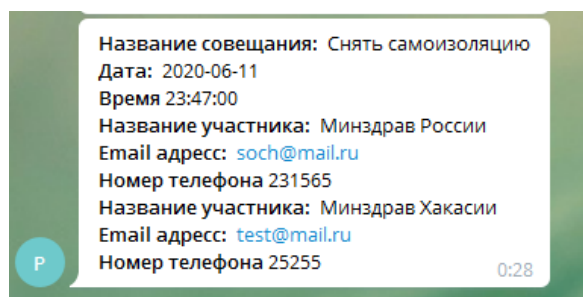 Название совещания: Снять самоизоляцию
Дата: 2020-06-11
Время 23:47:00
Название участника: Минздрав России
Email адресс: soch@mail.ru
Номер телефона 231565
Название участника: Минздрав Хакасии
Email адресс: test@mail.ru
Номер телефона 25255
P
0:28